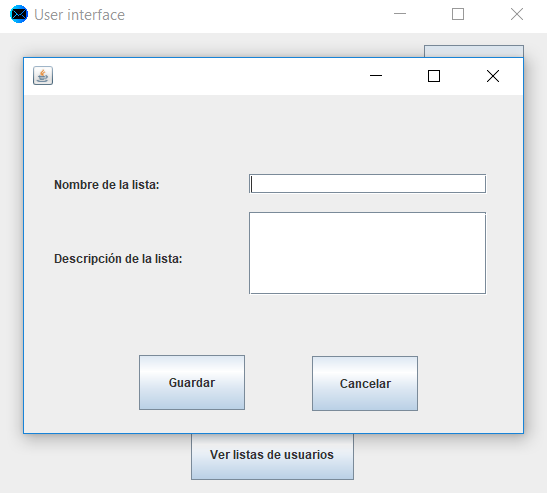 User interface
Nombre de la lista:
Descripción de la lista:
Guardar
Cancelar
Ver listas de usuarios